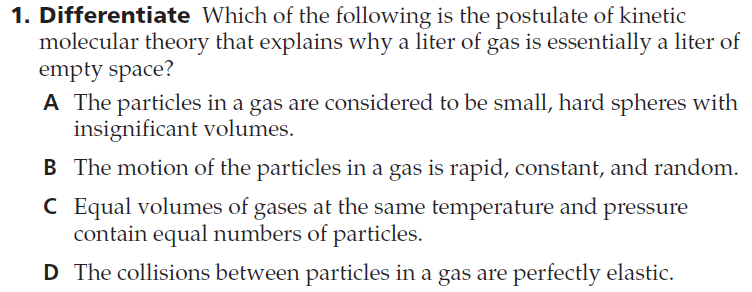 1. Differentiate Which of the following is the postulate of kinetic
molecular theory that explains why a liter of gas is essentially a liter of
empty space?
A The particles in a gas are considered to be small, hard spheres with
insignificant volumes.
B The motion of the particles in a gas is rapid, constant, and random.
C Equal volumes of gases at the same temperature and pressure
contain equal numbers of particles.
D The collisions between particles in a gas are perfectly elastic.